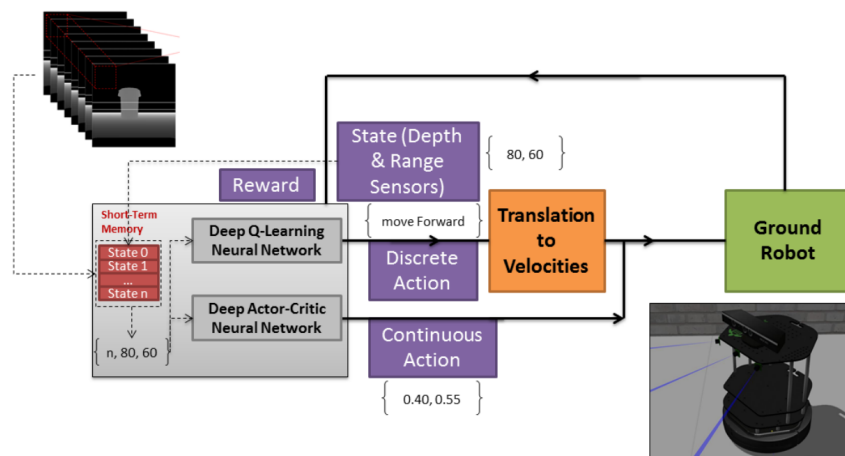 State (Depth
& Range
Sensors)
{ 80, 60 }
Reward
Short-Term
Memory
State 0
State 1
...
State n
{ n, 80, 60 }
Deep Q-Learning
Neural Network
Deep Actor-Critic
Neural Network
{ move Forward }
Discrete
Action
Continuous
Action
{ 0.40, 0.55 }
Translation
to
Velocities
Ground
Robot